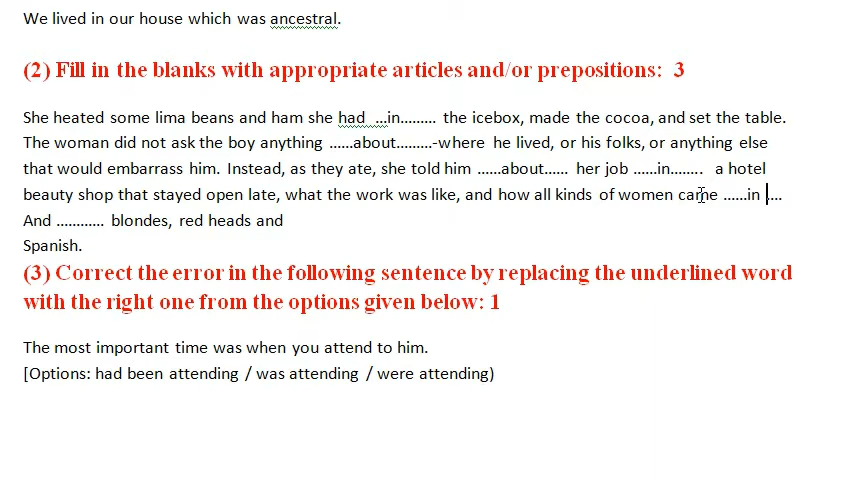 We lived in our house which was ancestral.
(2) Fill in the blanks with appropriate articles and/or prepositions: 3
She heated some lima beans and ham she had ...in......... the icebox, made the cocoa, and set the table.
The woman did not ask the boy anything ......about.........-where he lived, or his folks, or anything else
that would embarrass him. Instead, as they ate, she told him ......about...... her job ......in........ a hotel
beauty shop that stayed open late, what the work was like, and how all kinds of women came ......in ....
And ............ blondes, red heads and
Spanish.
(3) Correct the error in the following sentence by replacing the underlined word
with the right one from the options given below: 1
The most important time was when you attend to him.
[Options: had been attending / was attending / were attending)